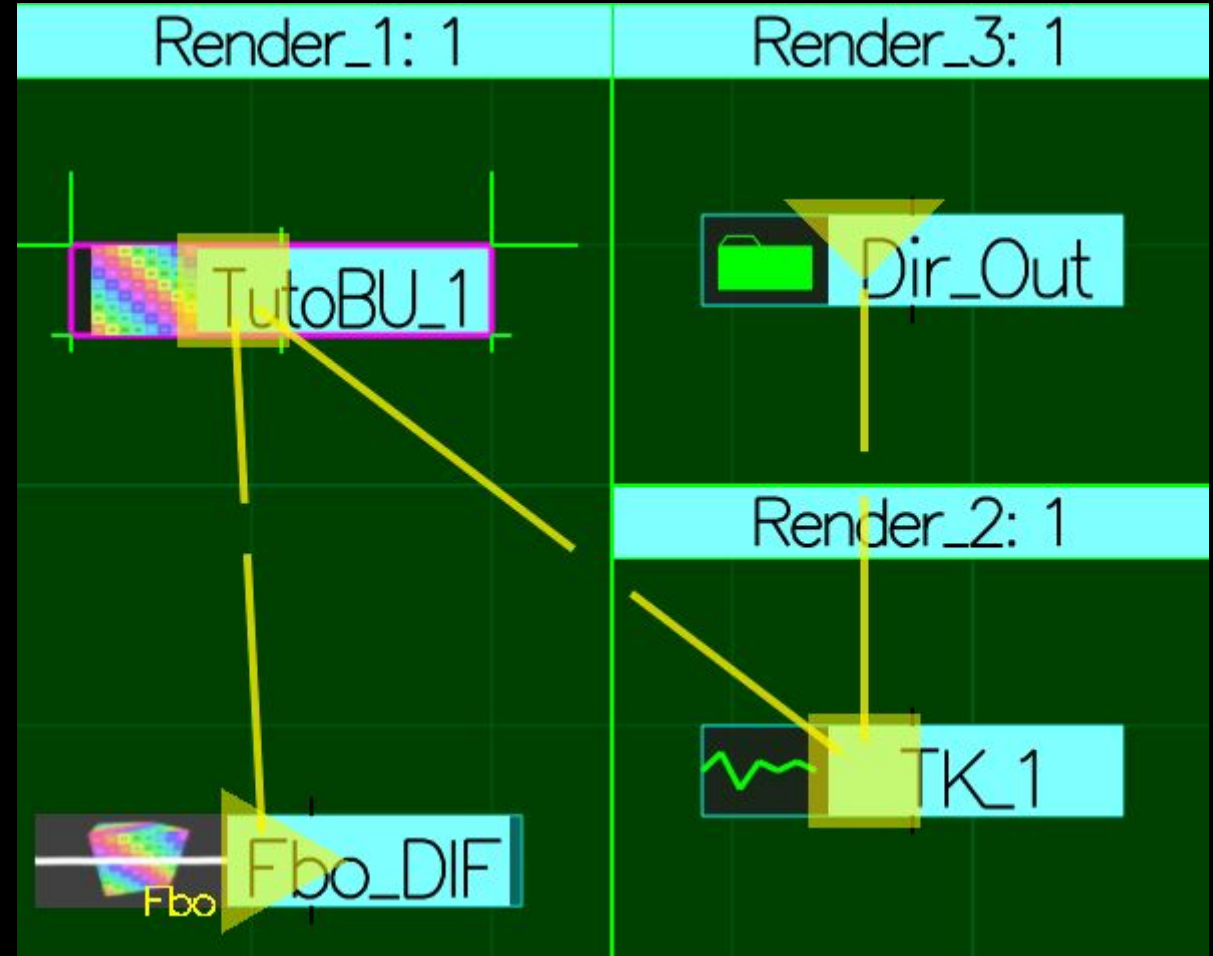 Render_1: 1
TutoBU_1
Fbo
Fbo_DIF
Render_3: 1
Dir_Out
Render_2: 1
TK_1